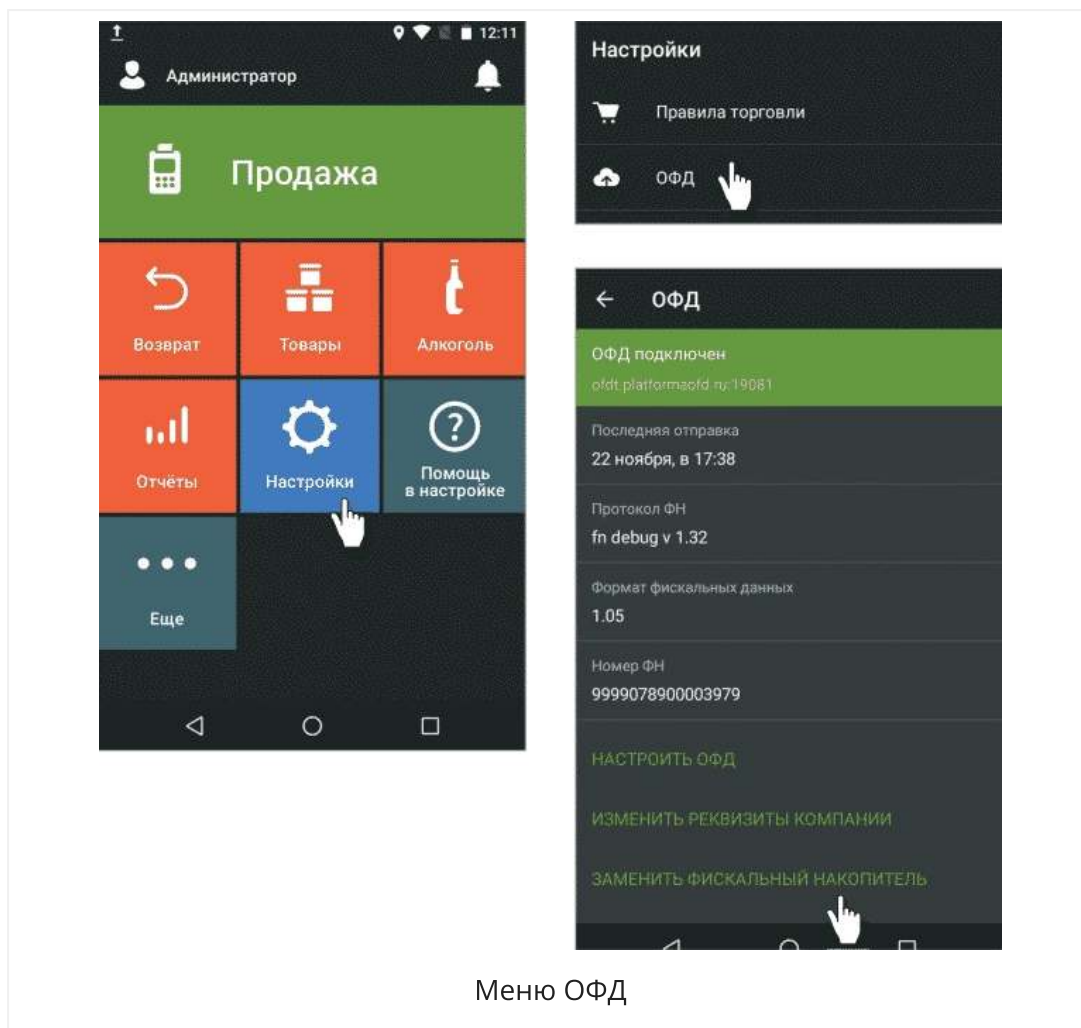 12:11
Администратор
Продажа
Возврат
Товары
Алкоголь
Отчёты
Настройки
Помощь
в настройке
Еще
Настройки
Правила торговли
ОФД
ОФД
ОФД подключен
ofdt.platformaofd.ru:19081
Последняя отправка
22 ноября, в 17:38
Протокол ФН
fn debug v 1.32
Формат фискальных данных
1.05
Номер ФН
9999078900003979
НАСТРОИТЬ ОФД
ИЗМЕНИТЬ РЕКВИЗИТЫ КОМПАНИИ
ЗАМЕНИТЬ ФИСКАЛЬНЫЙ НАКОПИТЕЛЬ
Меню ОФД